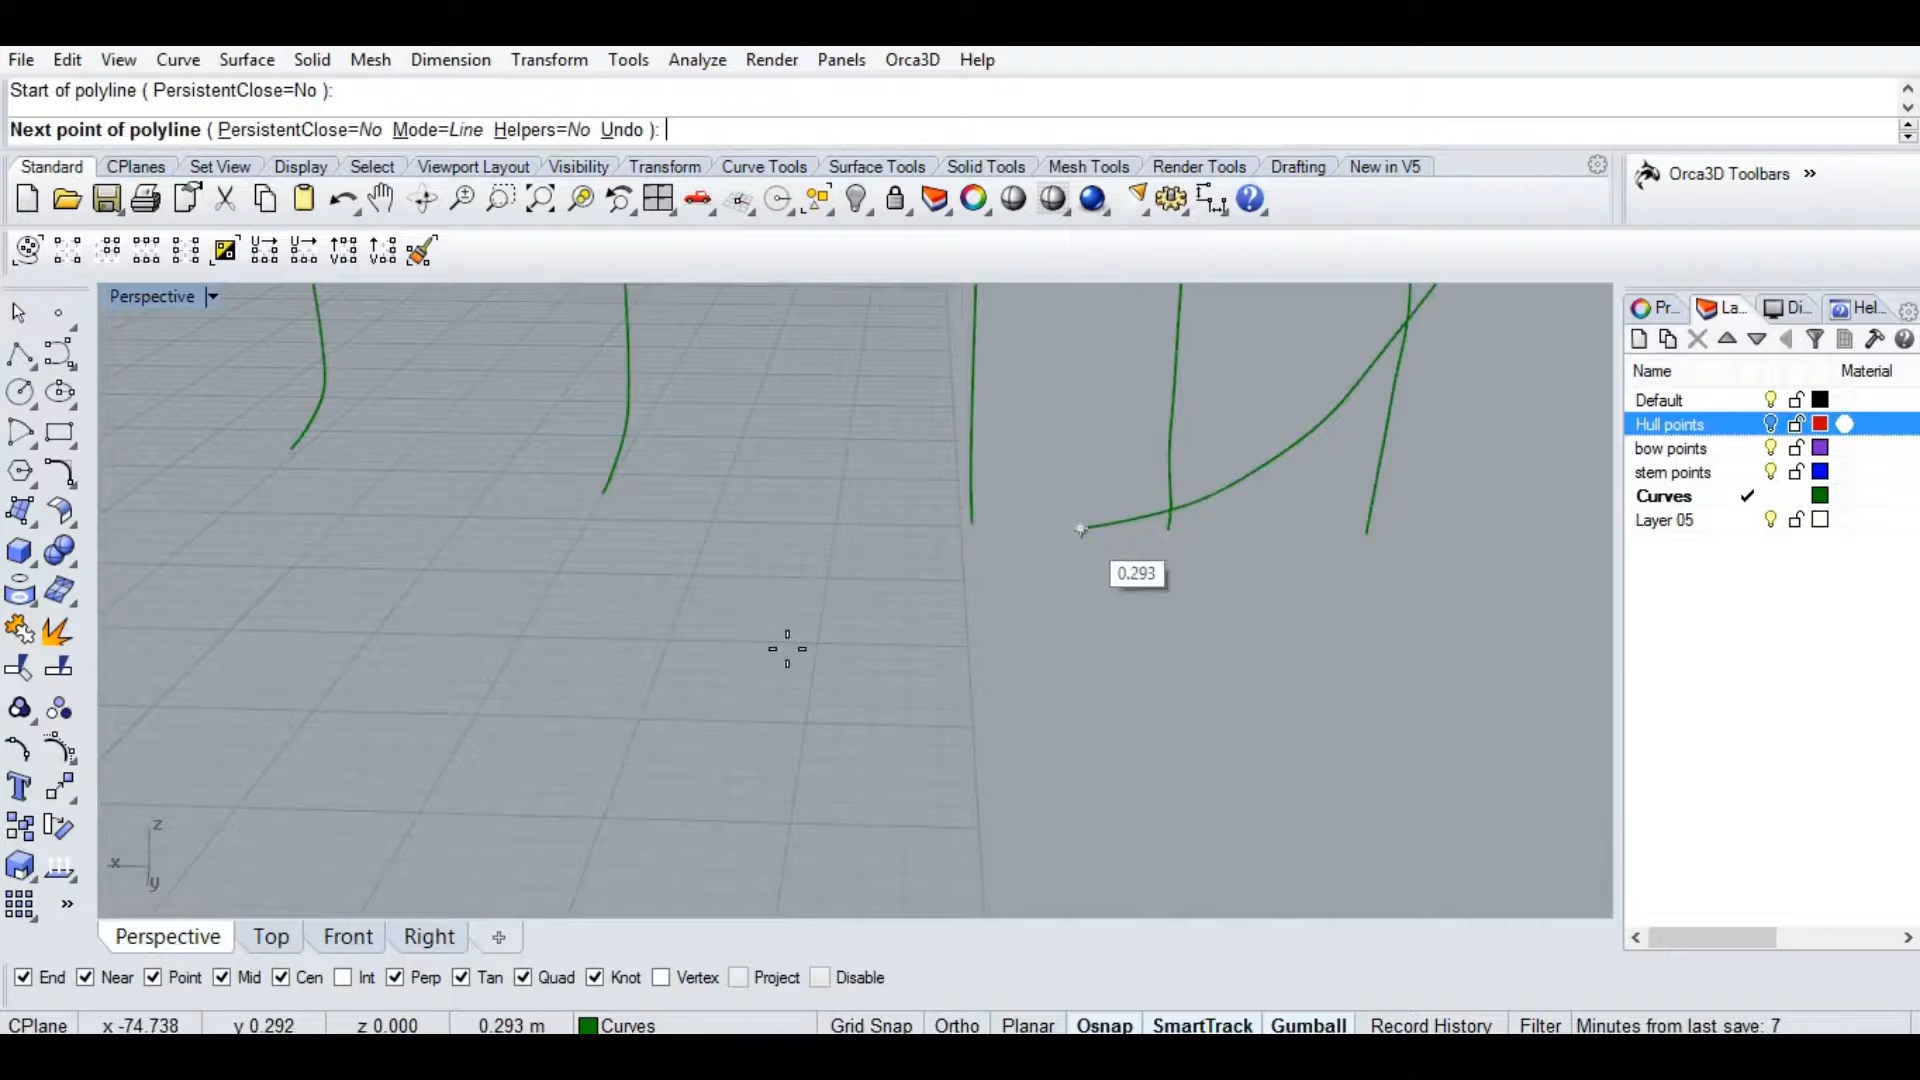 File Edit View Curve Surface Solid Mesh Dimension Transform Tools Analyze Render Panels Orca3D Help
Start of polyline ( PersistentClose=No ):
Next point of polyline ( PersistentClose=No Mode=Line Helpers=No Undo ):
Standard CPlanes Set View Display Select Viewport Layout Visibility Transform Curve Tools Surface Tools Solid Tools Mesh Tools Render Tools Drafting New in V5
Orca3D Toolbars »
Perspective
Pr... La... Di... Hel...
Name Material
Default
Hull points
bow points
stem points
Curves
Layer 05
0.293
z
x
y
Perspective Top Front Right
End Near Point Mid Cen Int Perp Tan Quad Knot Vertex Project Disable
CPlane x -74.738 y 0.292 z 0.000 0.293 m Curves Grid Snap Ortho Planar Osnap SmartTrack Gumball Record History Filter Minutes from last save: 7